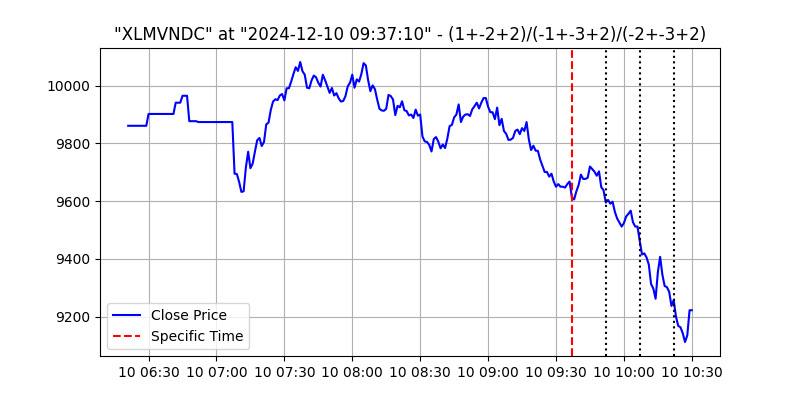 "XLMVNDC" at "2024-12-10 09:37:10" - (1+-2+2)/(-1+-3+2)/(-2+-3+2)
10000
9800
9600
9400
9200
Close Price
Specific Time
10 06:30 10 07:00 10 07:30 10 08:00 10 08:30 10 09:00 10 09:30 10 10:00 10 10:30